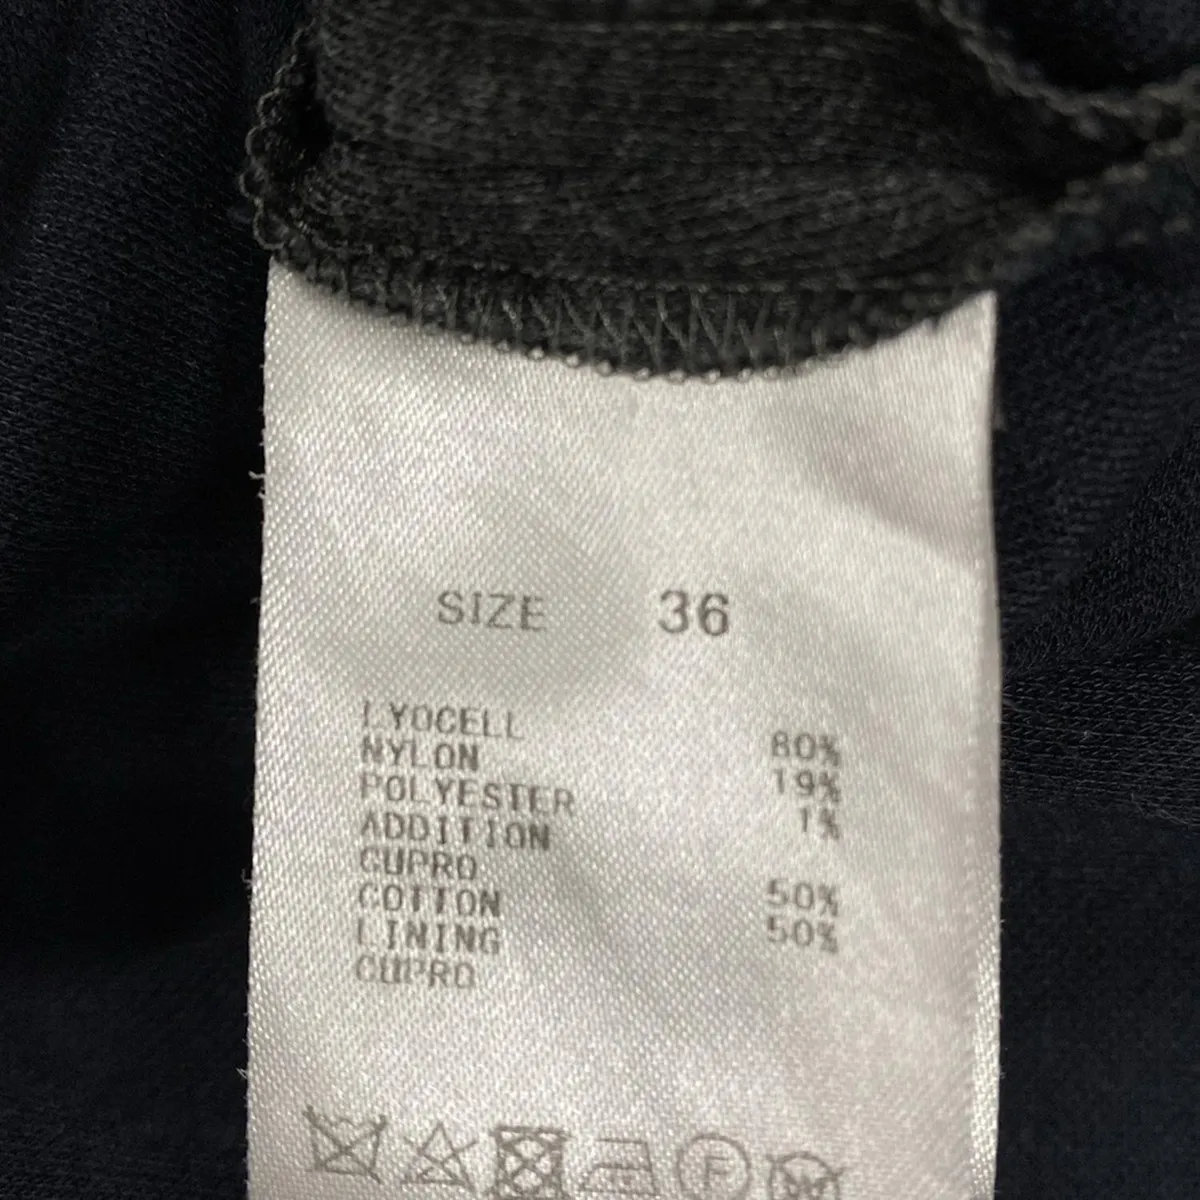 SIZE 36
LYOCELL 80%
NYLON 19%
POLYESTER 1%
ADDITION
CUPRO 50%
COTTON 50%
LINING
CUPRO
F
W